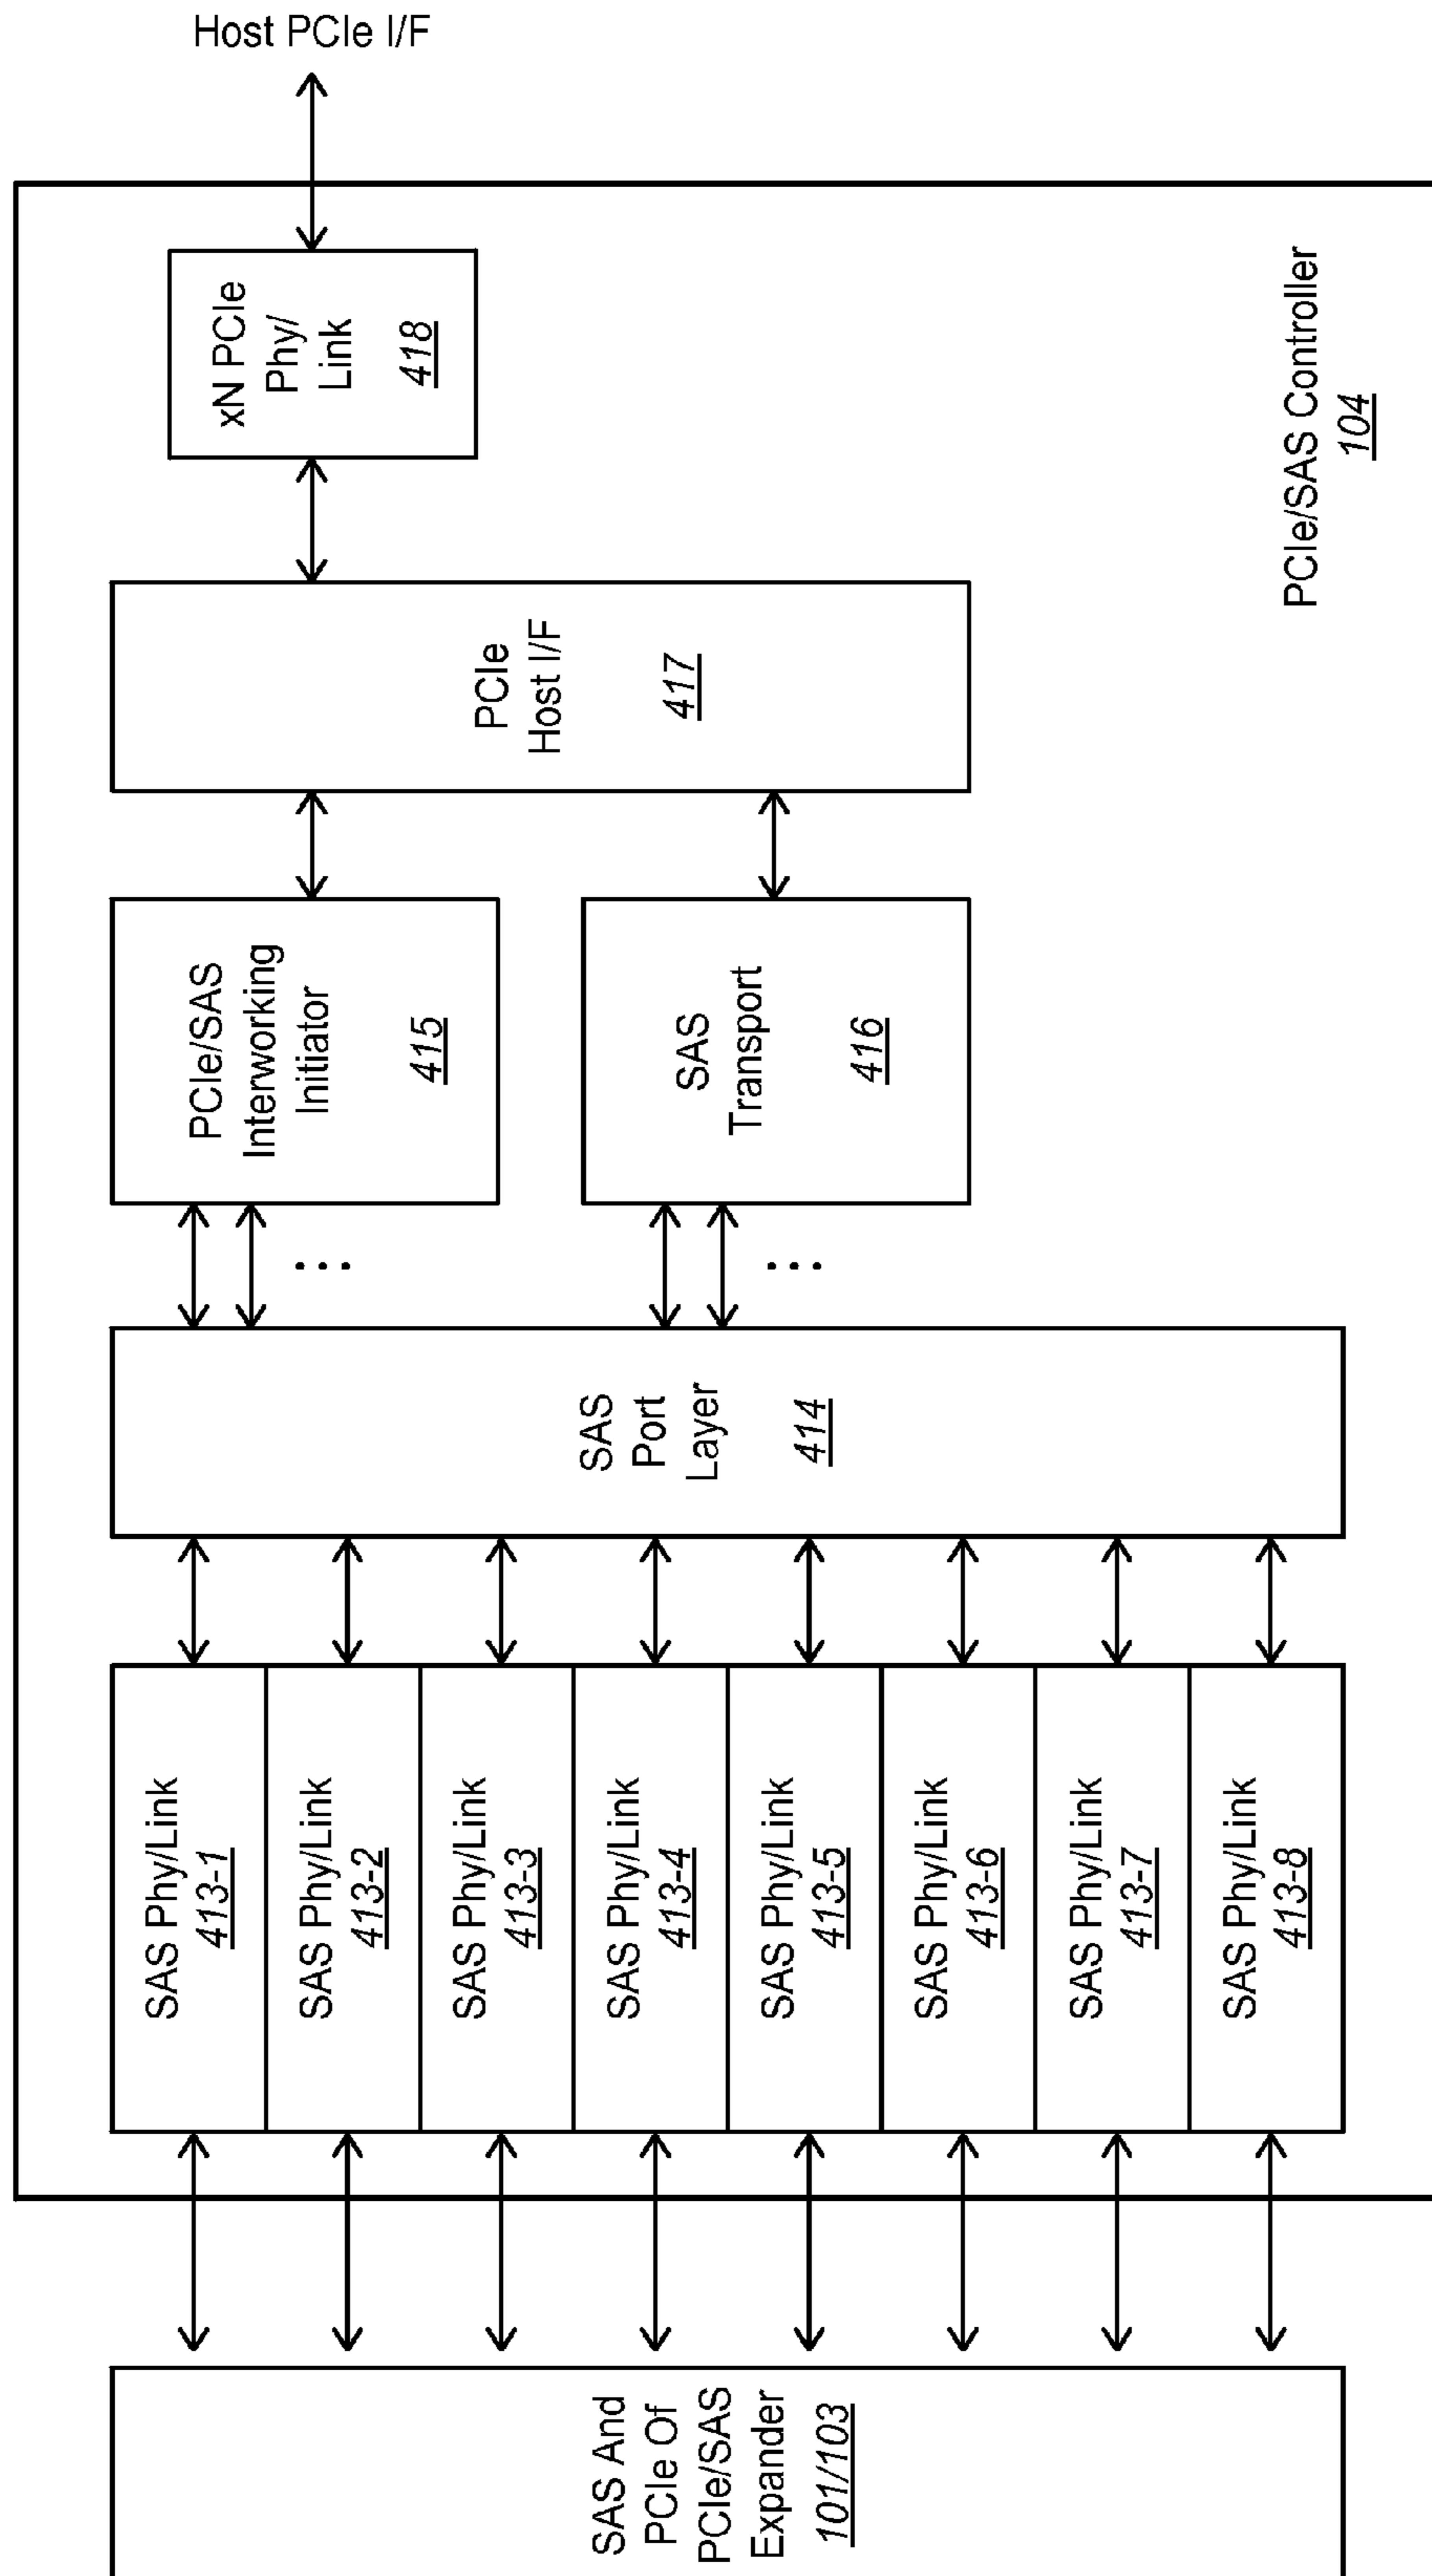 Host PCIe I/F
xN PCIe
Phy/
Link
418
PCIe
Host I/F
417
PCIe/SAS Controller
104
PCIe/SAS
Interworking
Initiator
415
SAS
Transport
416
...
...
SAS
Port
Layer
414
SAS Phy/Link
413-1
SAS Phy/Link
413-2
SAS Phy/Link
413-3
SAS Phy/Link
413-4
SAS Phy/Link
413-5
SAS Phy/Link
413-6
SAS Phy/Link
413-7
SAS Phy/Link
413-8
SAS And
PCIe Of
PCIe/SAS
Expander
101/103